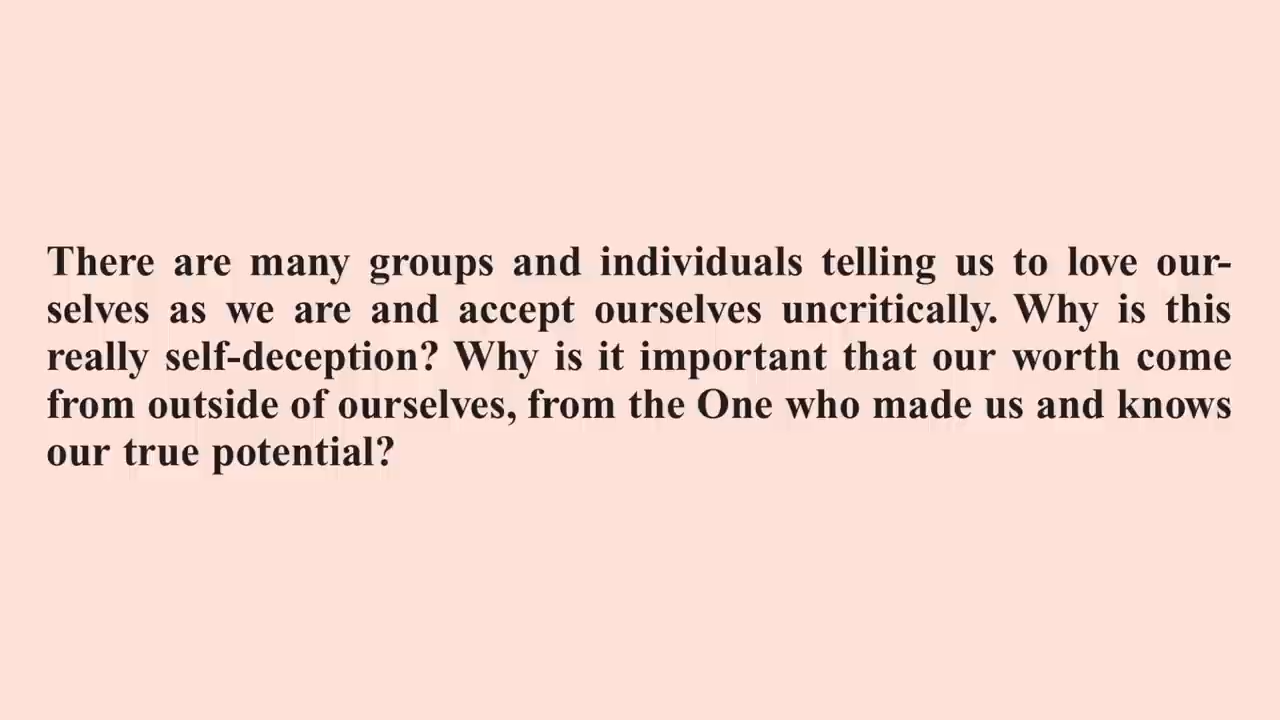 There are many groups and individuals telling us to love our-
selves as we are and accept ourselves uncritically. Why is this
really self-deception? Why is it important that our worth come
from outside of ourselves, from the One who made us and knows
our true potential?